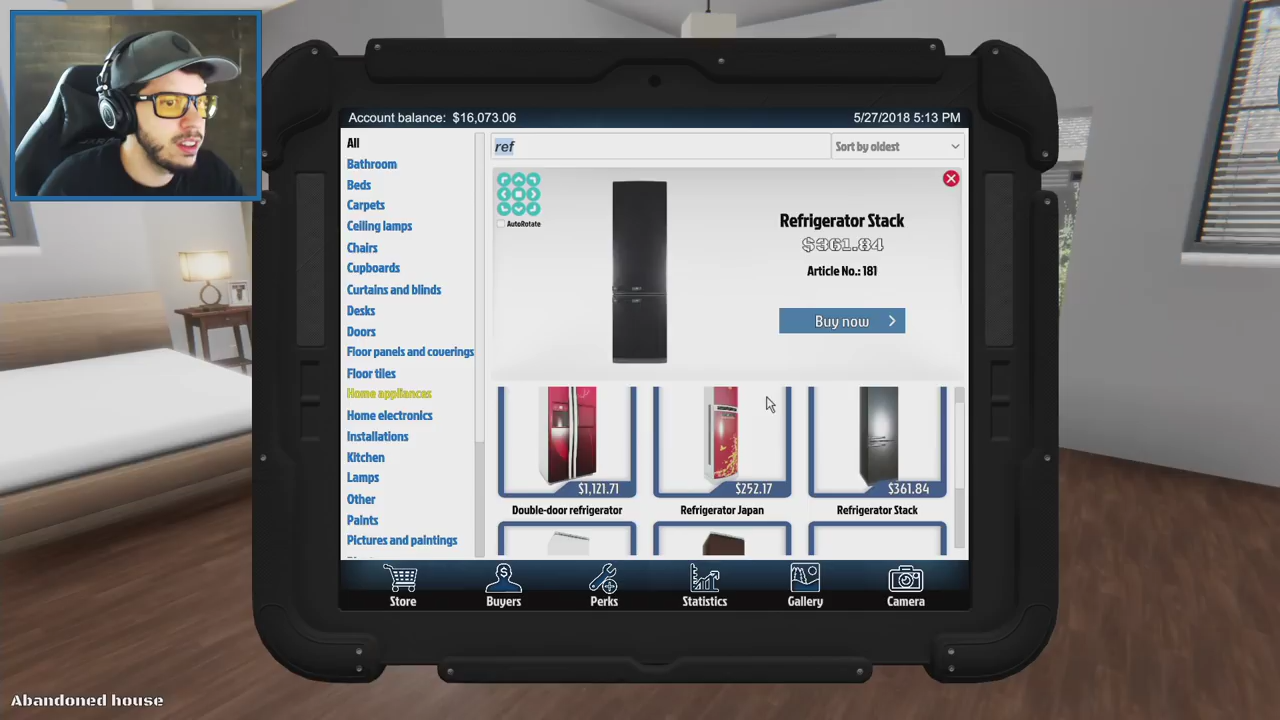 Account balance: $16,073.06
5/27/2018 5:13 PM
All
Bathroom
Beds
Carpets
Ceiling lamps
Chairs
Cupboards
Curtains and blinds
Desks
Doors
Floor panels and coverings
Floor tiles
Home appliances
Home electronics
Installations
Kitchen
Lamps
Other
Paints
Pictures and paintings
ref
Sort by oldest
AutoRotate
Refrigerator Stack
$361.84
Article No.: 181
Buy now
$1,121.71
$252.17
$361.84
Double-door refrigerator
Refrigerator Japan
Refrigerator Stack
Store
Buyers
Perks
Statistics
Gallery
Camera
Abandoned house